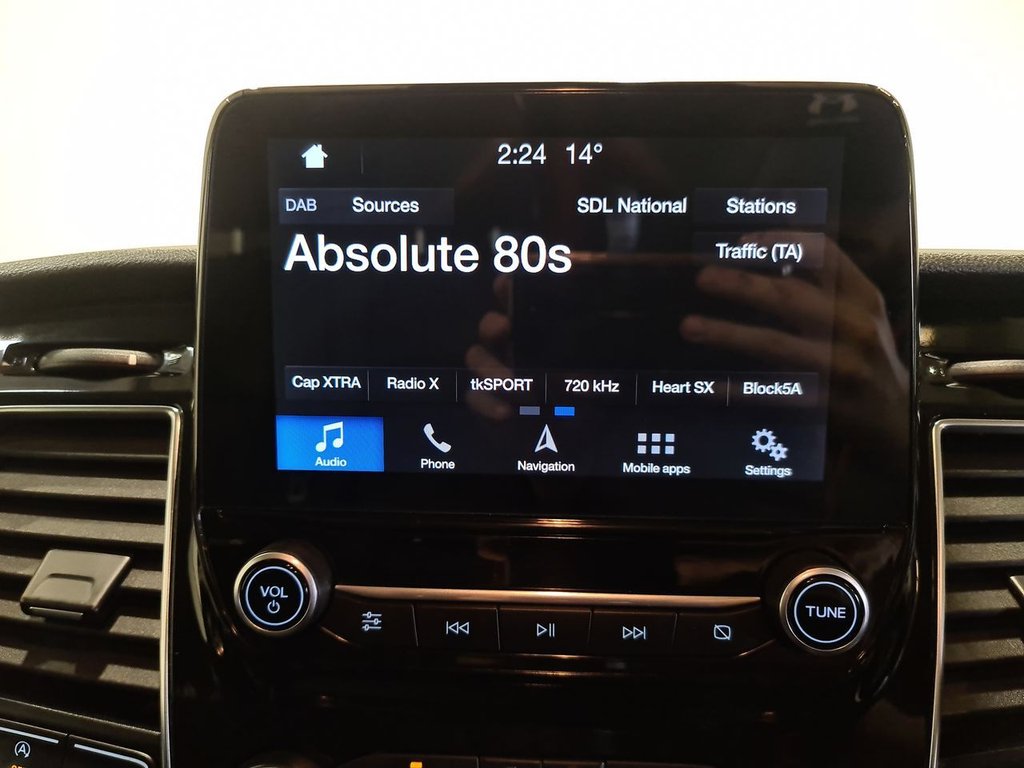 2:24 14°
DAB Sources SDL National Stations
Absolute 80s Traffic (TA)
Cap XTRA Radio X tkSPORT 720 kHz Heart SX Block5A
Audio Phone Navigation Mobile apps Settings
VOL TUNE
A